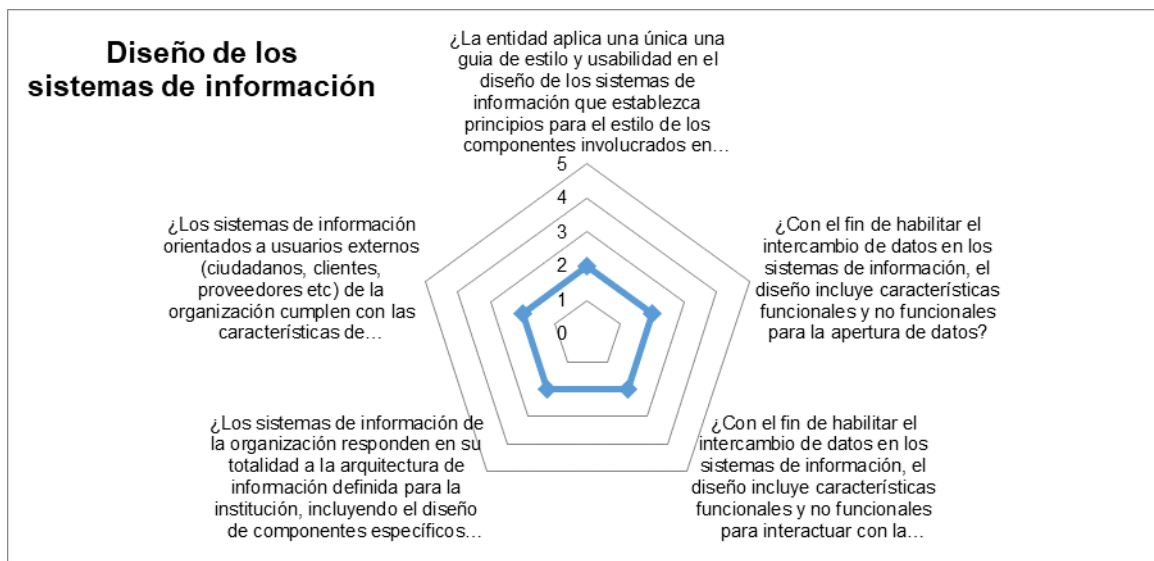 Diseño de los
sistemas de información
¿La entidad aplica una única una
guia de estilo y usabilidad en el
diseño de los sistemas de
información que establezca
principios para el estilo de los
componentes involucrados en...
5
4
3
2
1
0
¿Con el fin de habilitar el
intercambio de datos en los
sistemas de información, el
diseño incluye características
funcionales y no funcionales
para la apertura de datos?
¿Con el fin de habilitar el
intercambio de datos en los
sistemas de información, el
diseño incluye características
funcionales y no funcionales
para interactuar con la...
¿Los sistemas de información de
la organización responden en su
totalidad a la arquitectura de
información definida para la
institución, incluyendo el diseño
de componentes específicos...
¿Los sistemas de información
orientados a usuarios externos
(ciudadanos, clientes,
proveedores etc) de la
organización cumplen con las
características de...